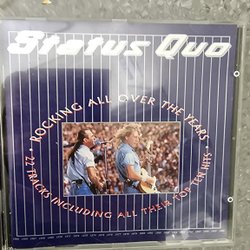 Status Quo
• ROCKING ALL OVER THE YEARS •
22 TRACKS INCLUDING ALL THEIR TOP TEN HITS